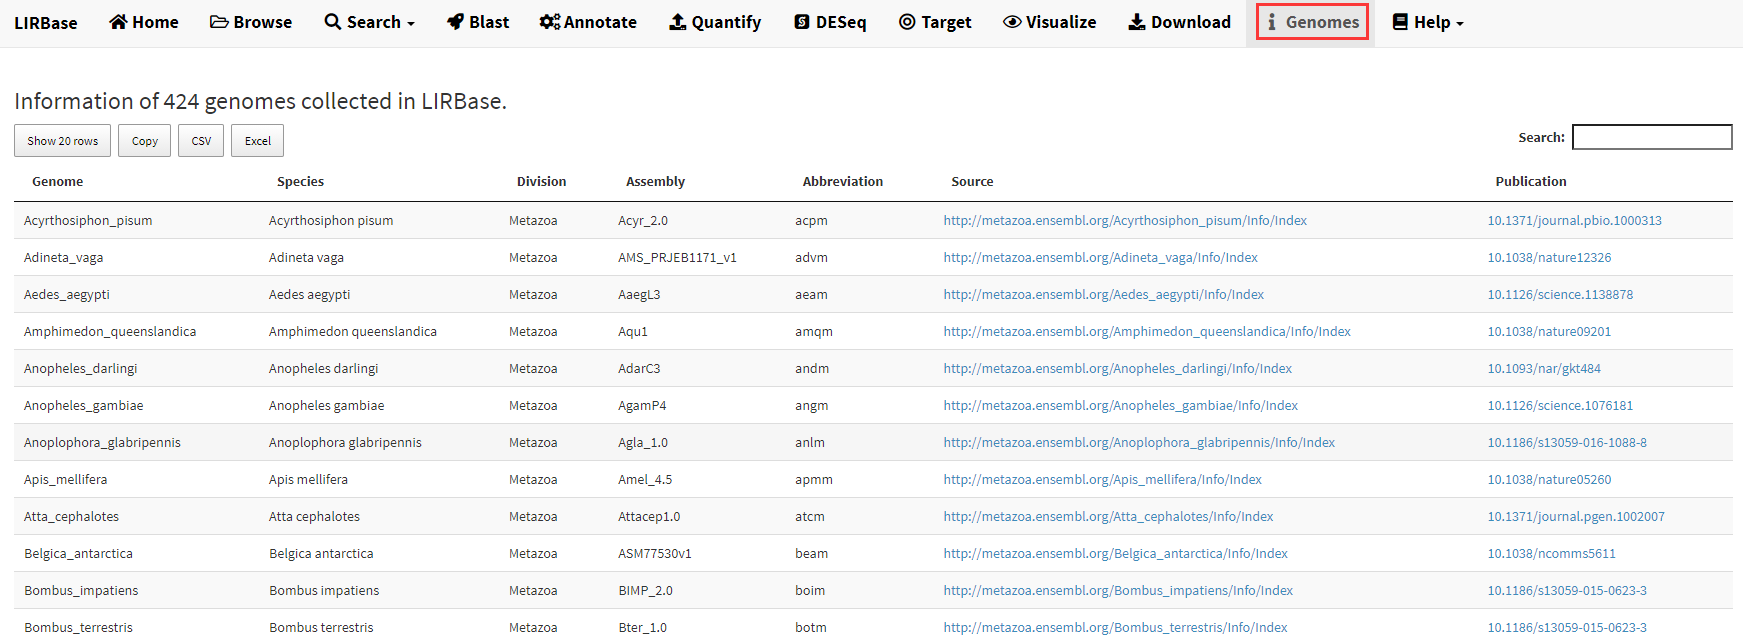 LIRBase Home Browse Search Blast Annotate Quantify DESeq Target Visualize Download Genomes Help
Information of 424 genomes collected in LIRBase.
Show 20 rows Copy CSV Excel Search:
Genome Species Division Assembly Abbreviation Source Publication
Acyrthosiphon_pisum Acyrthosiphon pisum Metazoa Acyr_2.0 acpm http://metazoa.ensembl.org/Acyrthosiphon_pisum/Info/Index 10.1371/journal.pbio.1000313
Adineta_vaga Adineta vaga Metazoa AMS_PRJEB1171_v1 advm http://metazoa.ensembl.org/Adineta_vaga/Info/Index 10.1038/nature12326
Aedes_aegypti Aedes aegypti Metazoa AaegL3 aeam http://metazoa.ensembl.org/Aedes_aegypti/Info/Index 10.1126/science.1138878
Amphimedon_queenslandica Amphimedon queenslandica Metazoa Aqu1 amqm http://metazoa.ensembl.org/Amphimedon_queenslandica/Info/Index 10.1038/nature09201
Anopheles_darlingi Anopheles darlingi Metazoa AdarC3 andm http://metazoa.ensembl.org/Anopheles_darlingi/Info/Index 10.1093/nar/gkt484
Anopheles_gambiae Anopheles gambiae Metazoa AgamP4 angm http://metazoa.ensembl.org/Anopheles_gambiae/Info/Index 10.1126/science.1076181
Anoplophora_glabripennis Anoplophora glabripennis Metazoa Agla_1.0 anlm http://metazoa.ensembl.org/Anoplophora_glabripennis/Info/Index 10.1186/s13059-016-1088-8
Apis_mellifera Apis mellifera Metazoa Amel_4.5 apmm http://metazoa.ensembl.org/Apis_mellifera/Info/Index 10.1038/nature05260
Atta_cephalotes Atta cephalotes Metazoa Attacep1.0 atcm http://metazoa.ensembl.org/Atta_cephalotes/Info/Index 10.1371/journal.pgen.1002007
Belgica_antarctica Belgica antarctica Metazoa ASM77530v1 beam http://metazoa.ensembl.org/Belgica_antarctica/Info/Index 10.1038/ncomms5611
Bombus_impatiens Bombus impatiens Metazoa BIMP_2.0 boim http://metazoa.ensembl.org/Bombus_impatiens/Info/Index 10.1186/s13059-015-0623-3
Bombus_terrestris Bombus terrestris Metazoa Bter_1.0 botm http://metazoa.ensembl.org/Bombus_terrestris/Info/Index 10.1186/s13059-015-0623-3